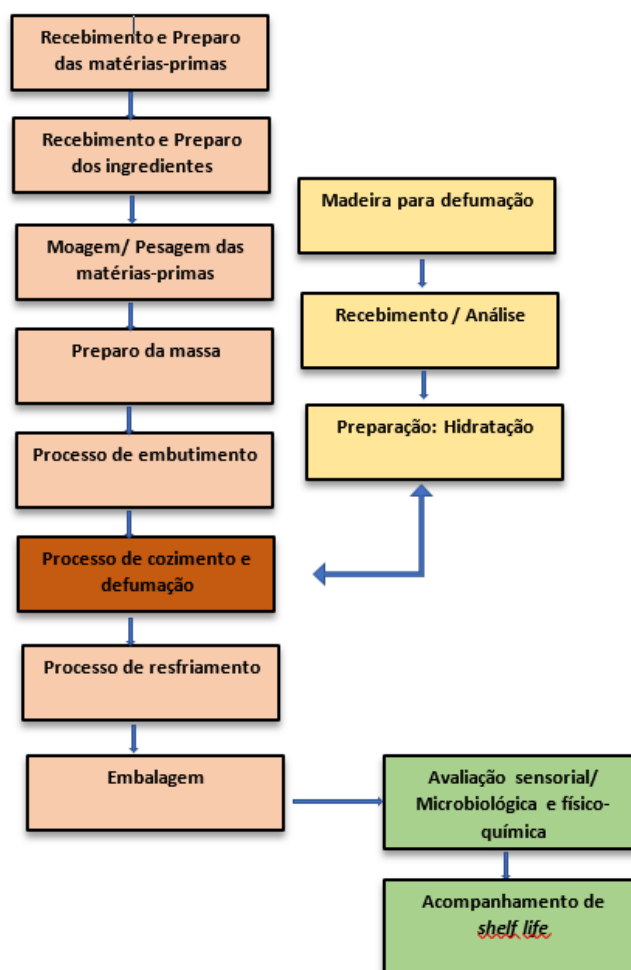 Recebimento e Preparo
das matérias-primas
Recebimento e Preparo
dos ingredientes
Moagem/ Pesagem das
matérias-primas
Preparo da massa
Processo de embutimento
Processo de cozimento e
defumação
Processo de resfriamento
Embalagem
Madeira para defumação
Recebimento / Análise
Preparação: Hidratação
Avaliação sensorial/
Microbiológica e físico-
química
Acompanhamento de
shelf life